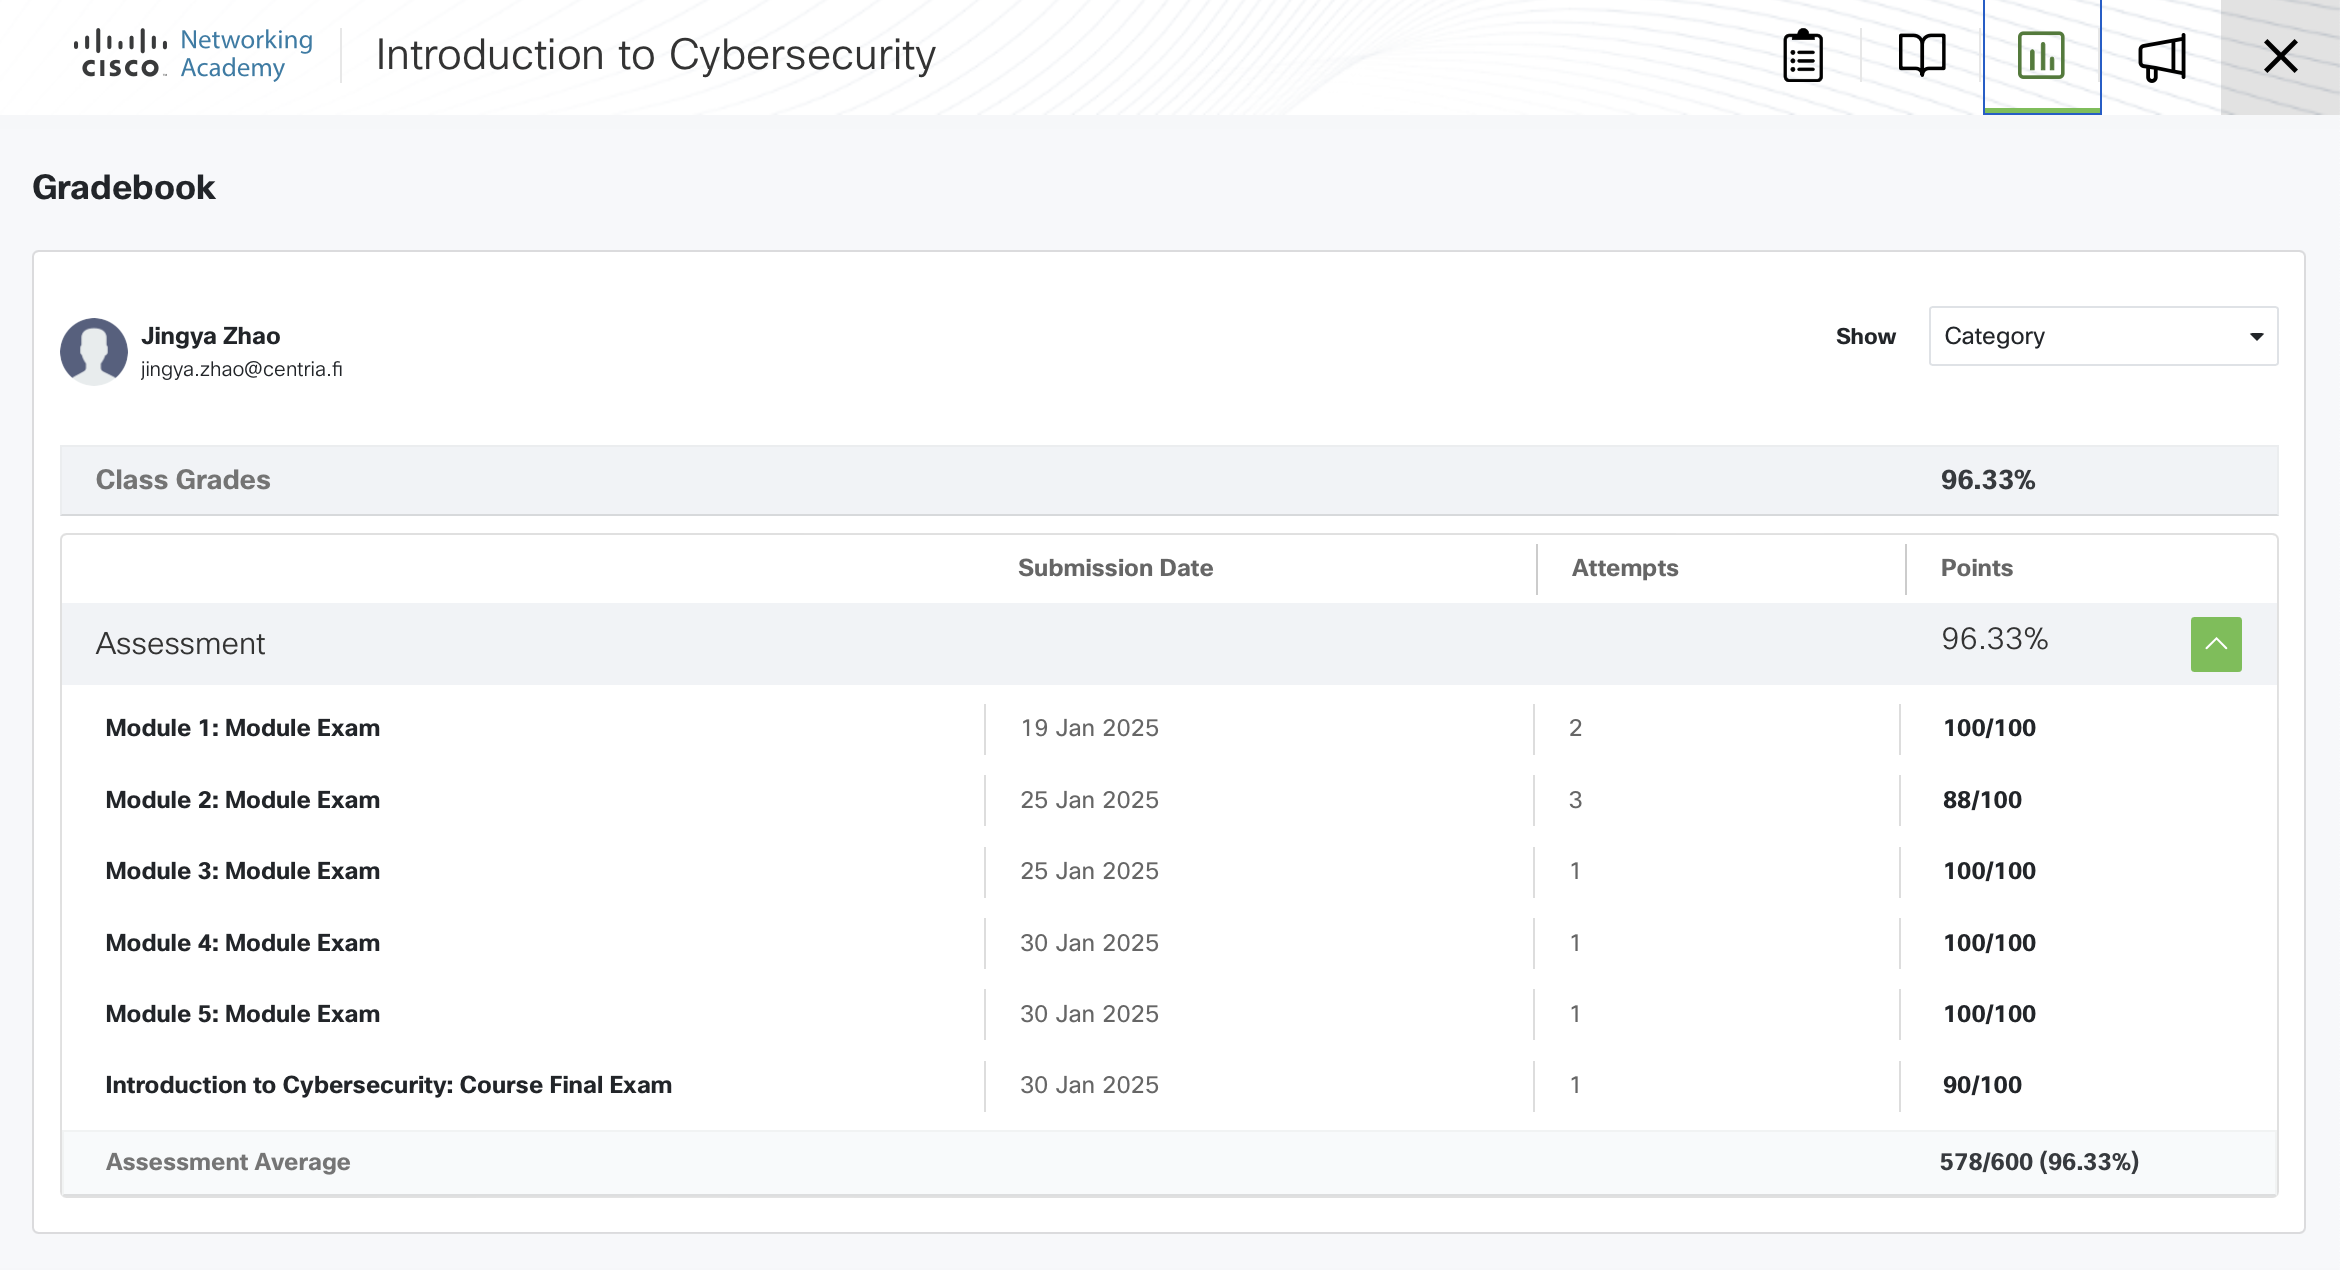 CISCO Networking Academy
Introduction to Cybersecurity
Gradebook
Jingya Zhao
jingya.zhao@centria.fi
Show Category
Class Grades 96.33%
Submission Date Attempts Points
Assessment 96.33%
Module 1: Module Exam 19 Jan 2025 2 100/100
Module 2: Module Exam 25 Jan 2025 3 88/100
Module 3: Module Exam 25 Jan 2025 1 100/100
Module 4: Module Exam 30 Jan 2025 1 100/100
Module 5: Module Exam 30 Jan 2025 1 100/100
Introduction to Cybersecurity: Course Final Exam 30 Jan 2025 1 90/100
Assessment Average 578/600 (96.33%)